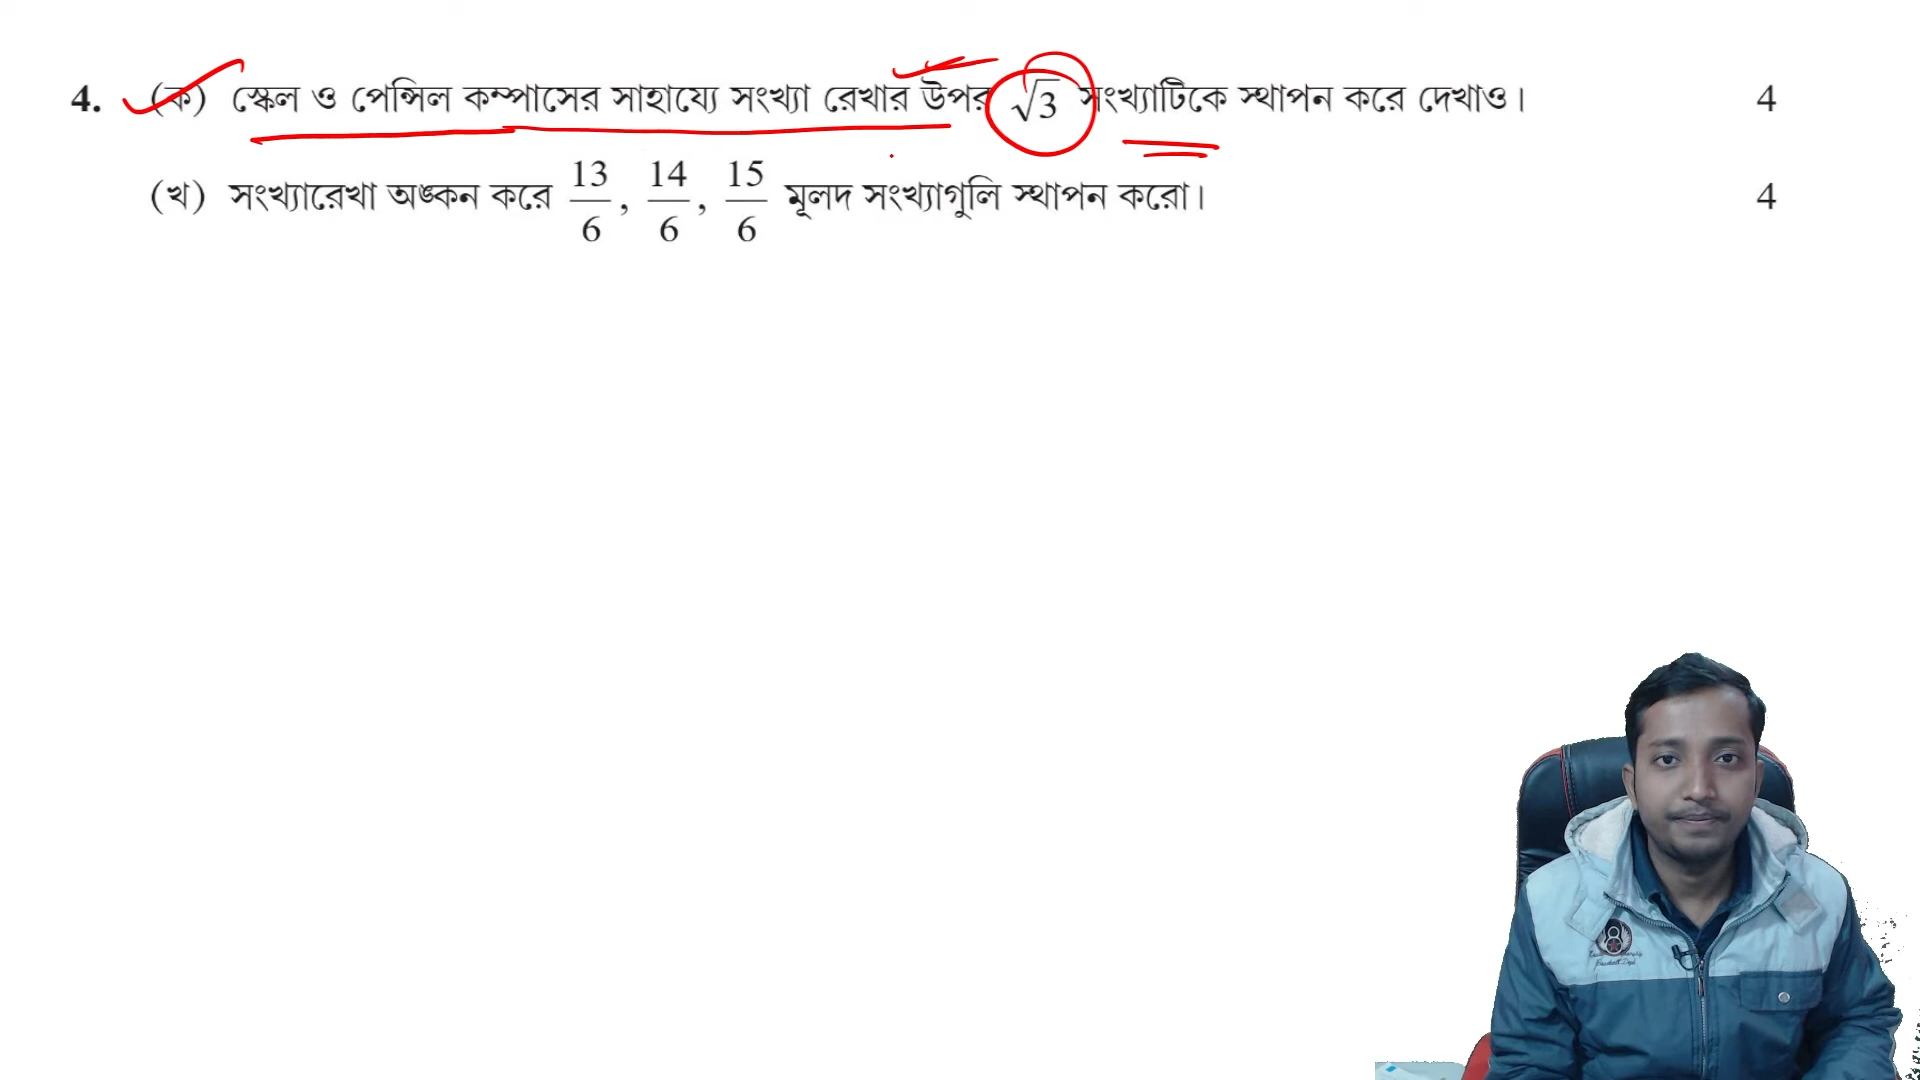 4. (ক) স্কেল ও পেন্সিল কম্পাসের সাহায্যে সংখ্যা রেখার উপর √3 সংখ্যাটিকে স্থাপন করে দেখাও। 4
(খ) সংখ্যারেখা অঙ্কন করে 13/6, 14/6, 15/6 মূলদ সংখ্যাগুলি স্থাপন করো। 4